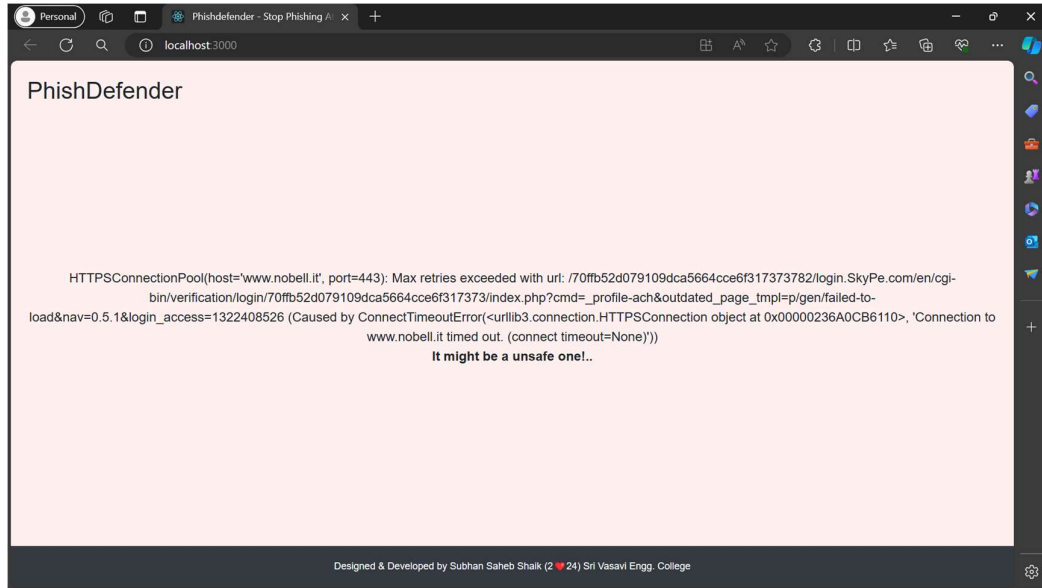 Personal
Phishdefender - Stop Phishing A
localhost:3000
PhishDefender
HTTPSConnectionPool(host='www.nobell.it', port=443): Max retries exceeded with url: /70ffb52d079109dca5664cce6f317373782/login.SkyPe.com/en/cgi-
bin/verification/login/70ffb52d079109dca5664cce6f317373/index.php?cmd=_profile-ach&outdated_page_tmpl=p/gen/failed-to-
load&nav=0.5.1&login_access=1322408526 (Caused by ConnectTimeoutError(<urllib3.connection.HTTPSConnection object at 0x00000236A0CB6110>, 'Connection to
www.nobell.it timed out. (connect timeout=None)'))
It might be a unsafe one!..
Designed & Developed by Subhan Saheb Shaik (2❤️24) Sri Vasavi Engg. College